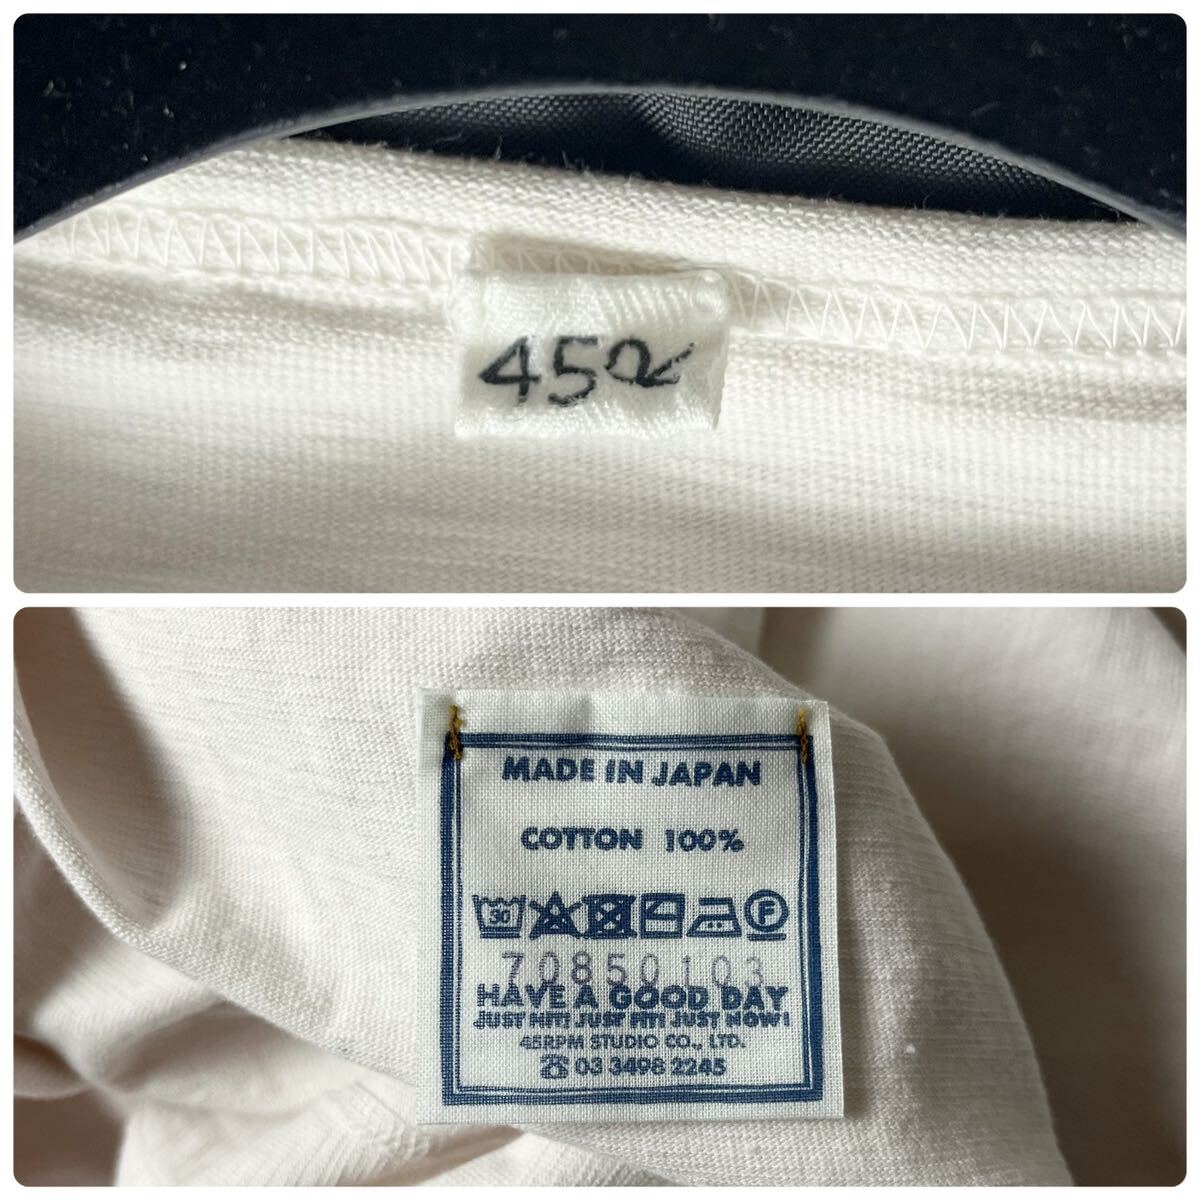 45R
MADE IN JAPAN
COTTON 100%
30 F
70850103
HAVE A GOOD DAY
JUST HIT! JUST FIT! JUST NOW!
45RPM STUDIO CO., LTD.
☎ 03 3498 2245